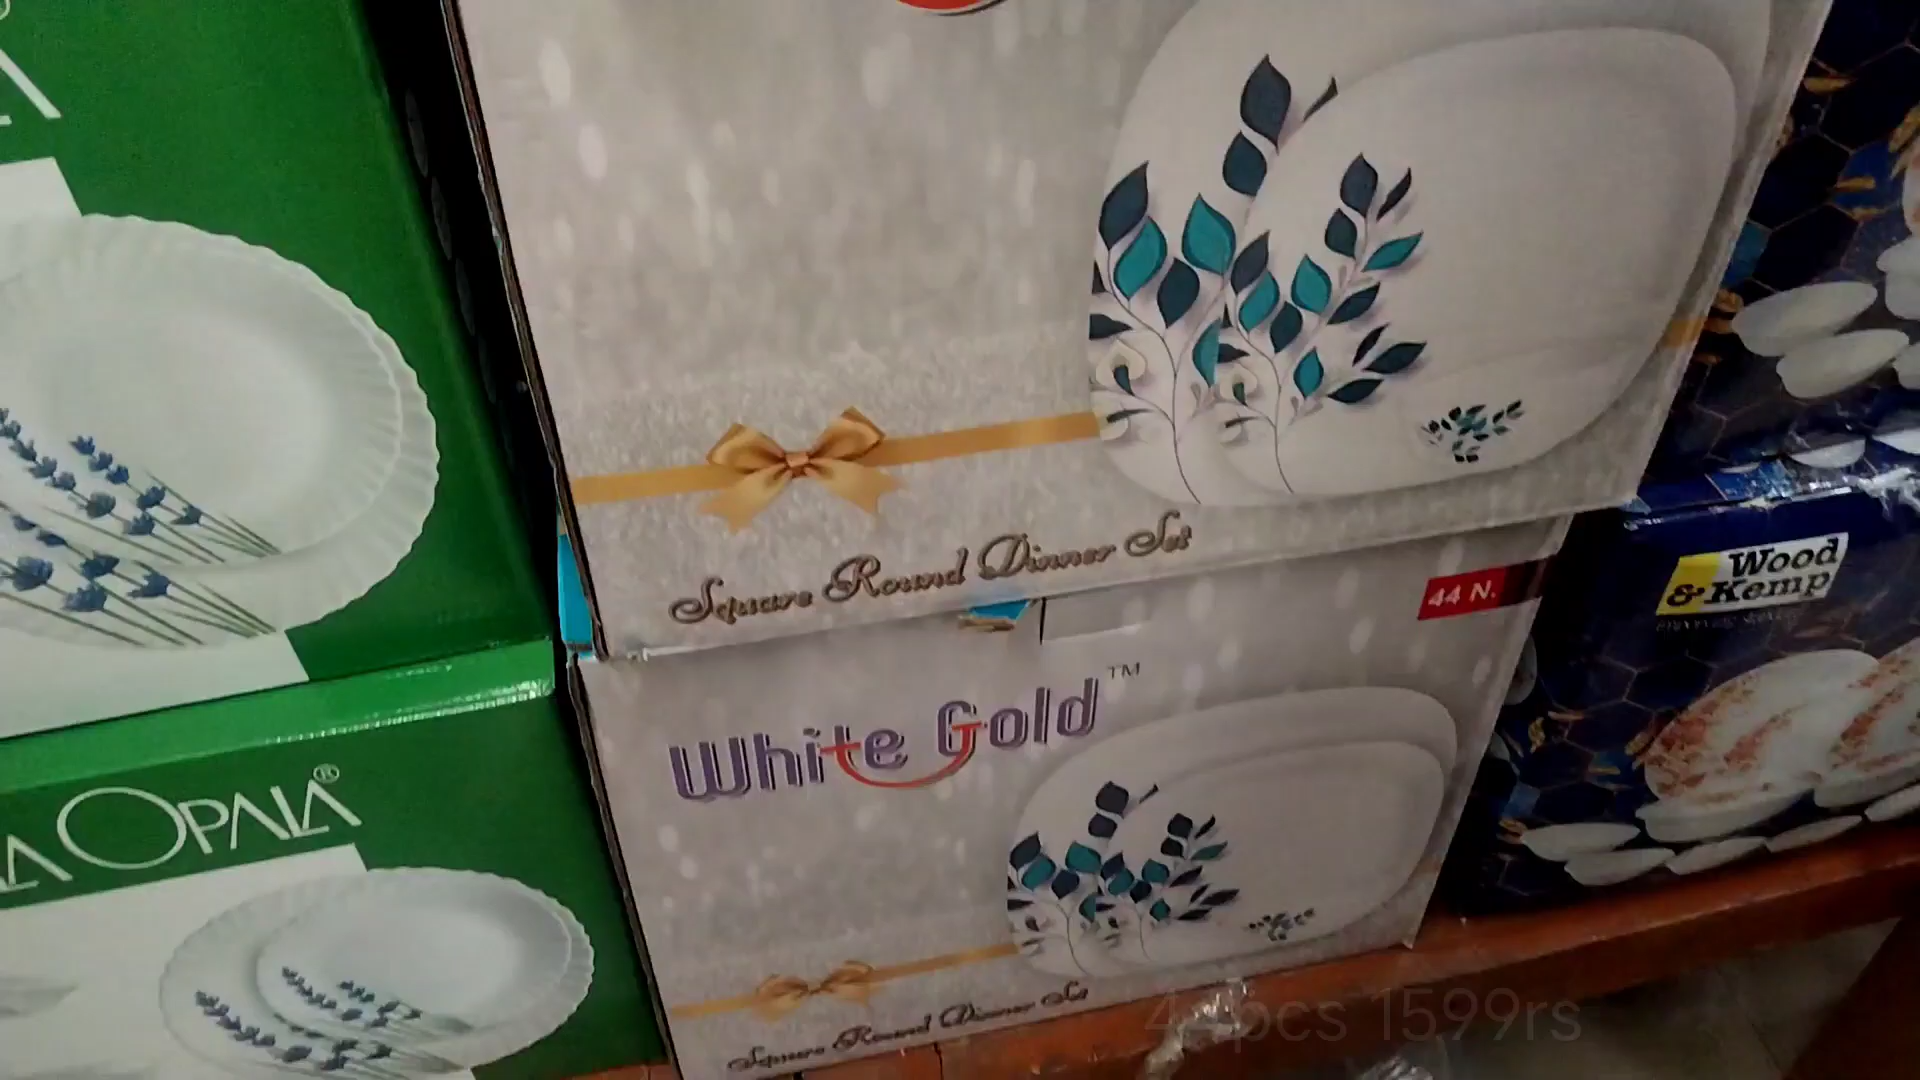 Square Round Dinner Set
44 N.
White Gold™
Wood
& Kemp
OPALA®
Square Round Dinner Set
44pcs 1599rs